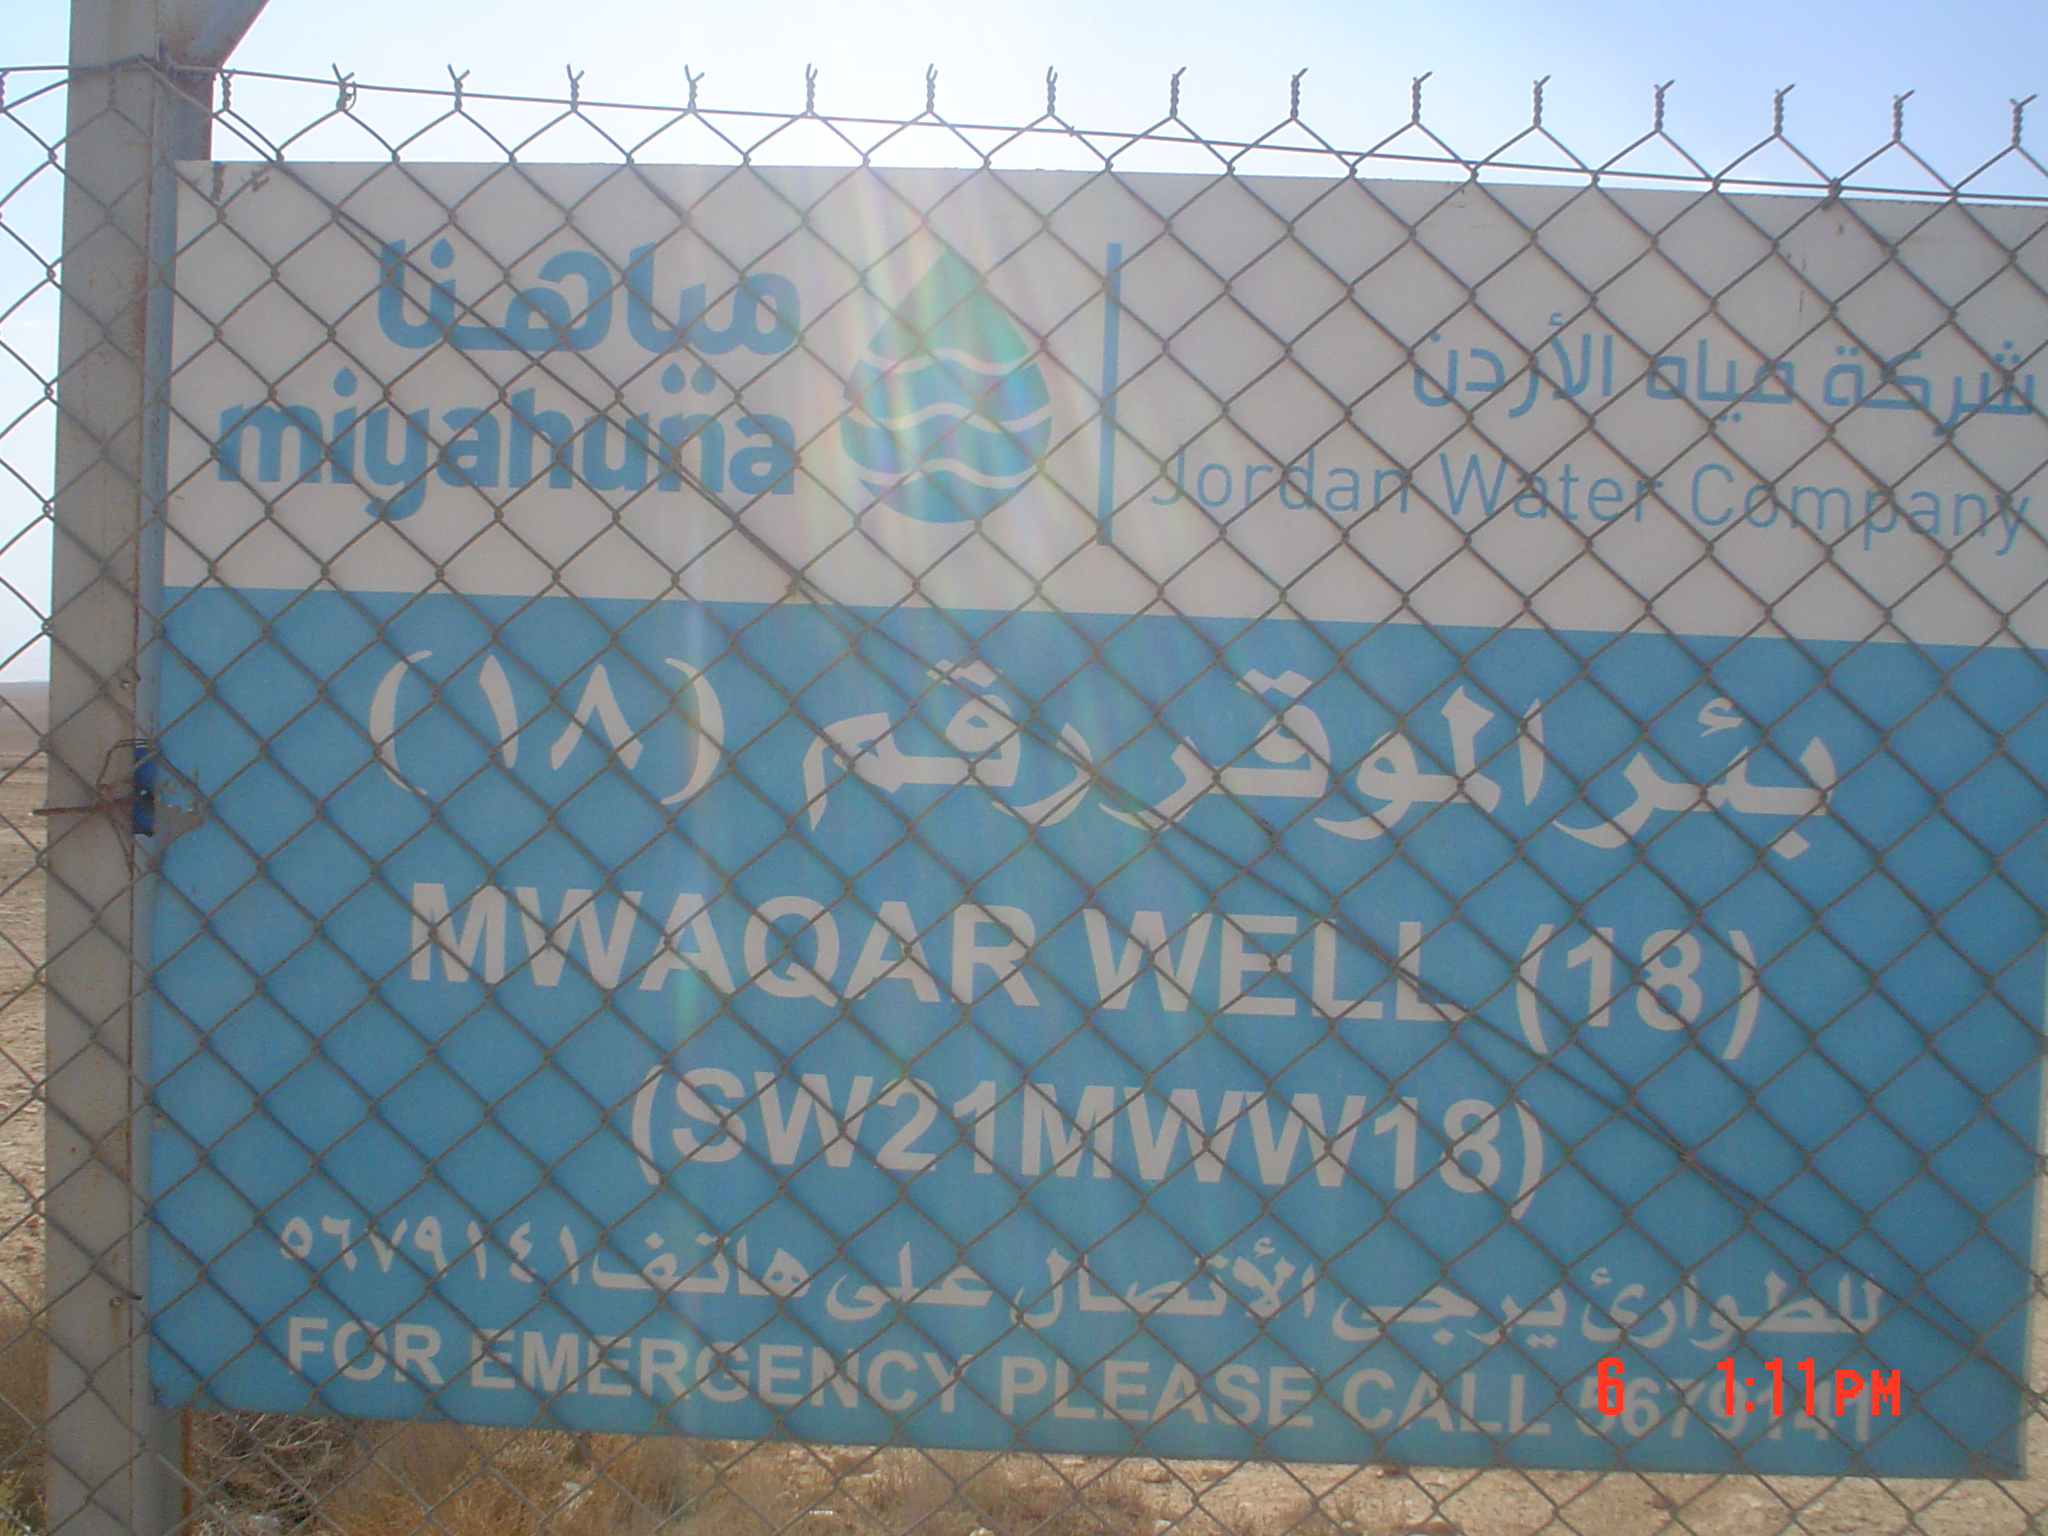 مياهنا
miyahuna
شركة مياه الأردن
Jordan Water Company
بئر الموقر رقم (١٨)
MWAQAR WELL (18)
(SW21MWW18)
للطوارئ يرجى الأتصال على هاتف ٥٦٧٩١٤١
FOR EMERGENCY PLEASE CALL 5679141
6 1:11PM